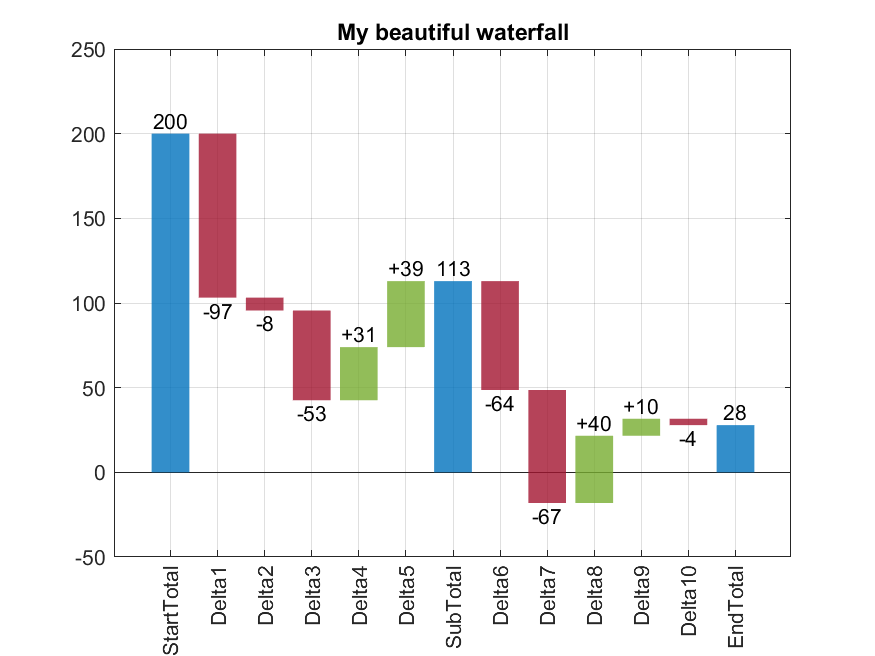 My beautiful waterfall
250
200
150
100
50
0
-50
200
-97
-8
-53
+31
+39
113
-64
-67
+40
+10
-4
28
StartTotal
Delta1
Delta2
Delta3
Delta4
Delta5
SubTotal
Delta6
Delta7
Delta8
Delta9
Delta10
EndTotal